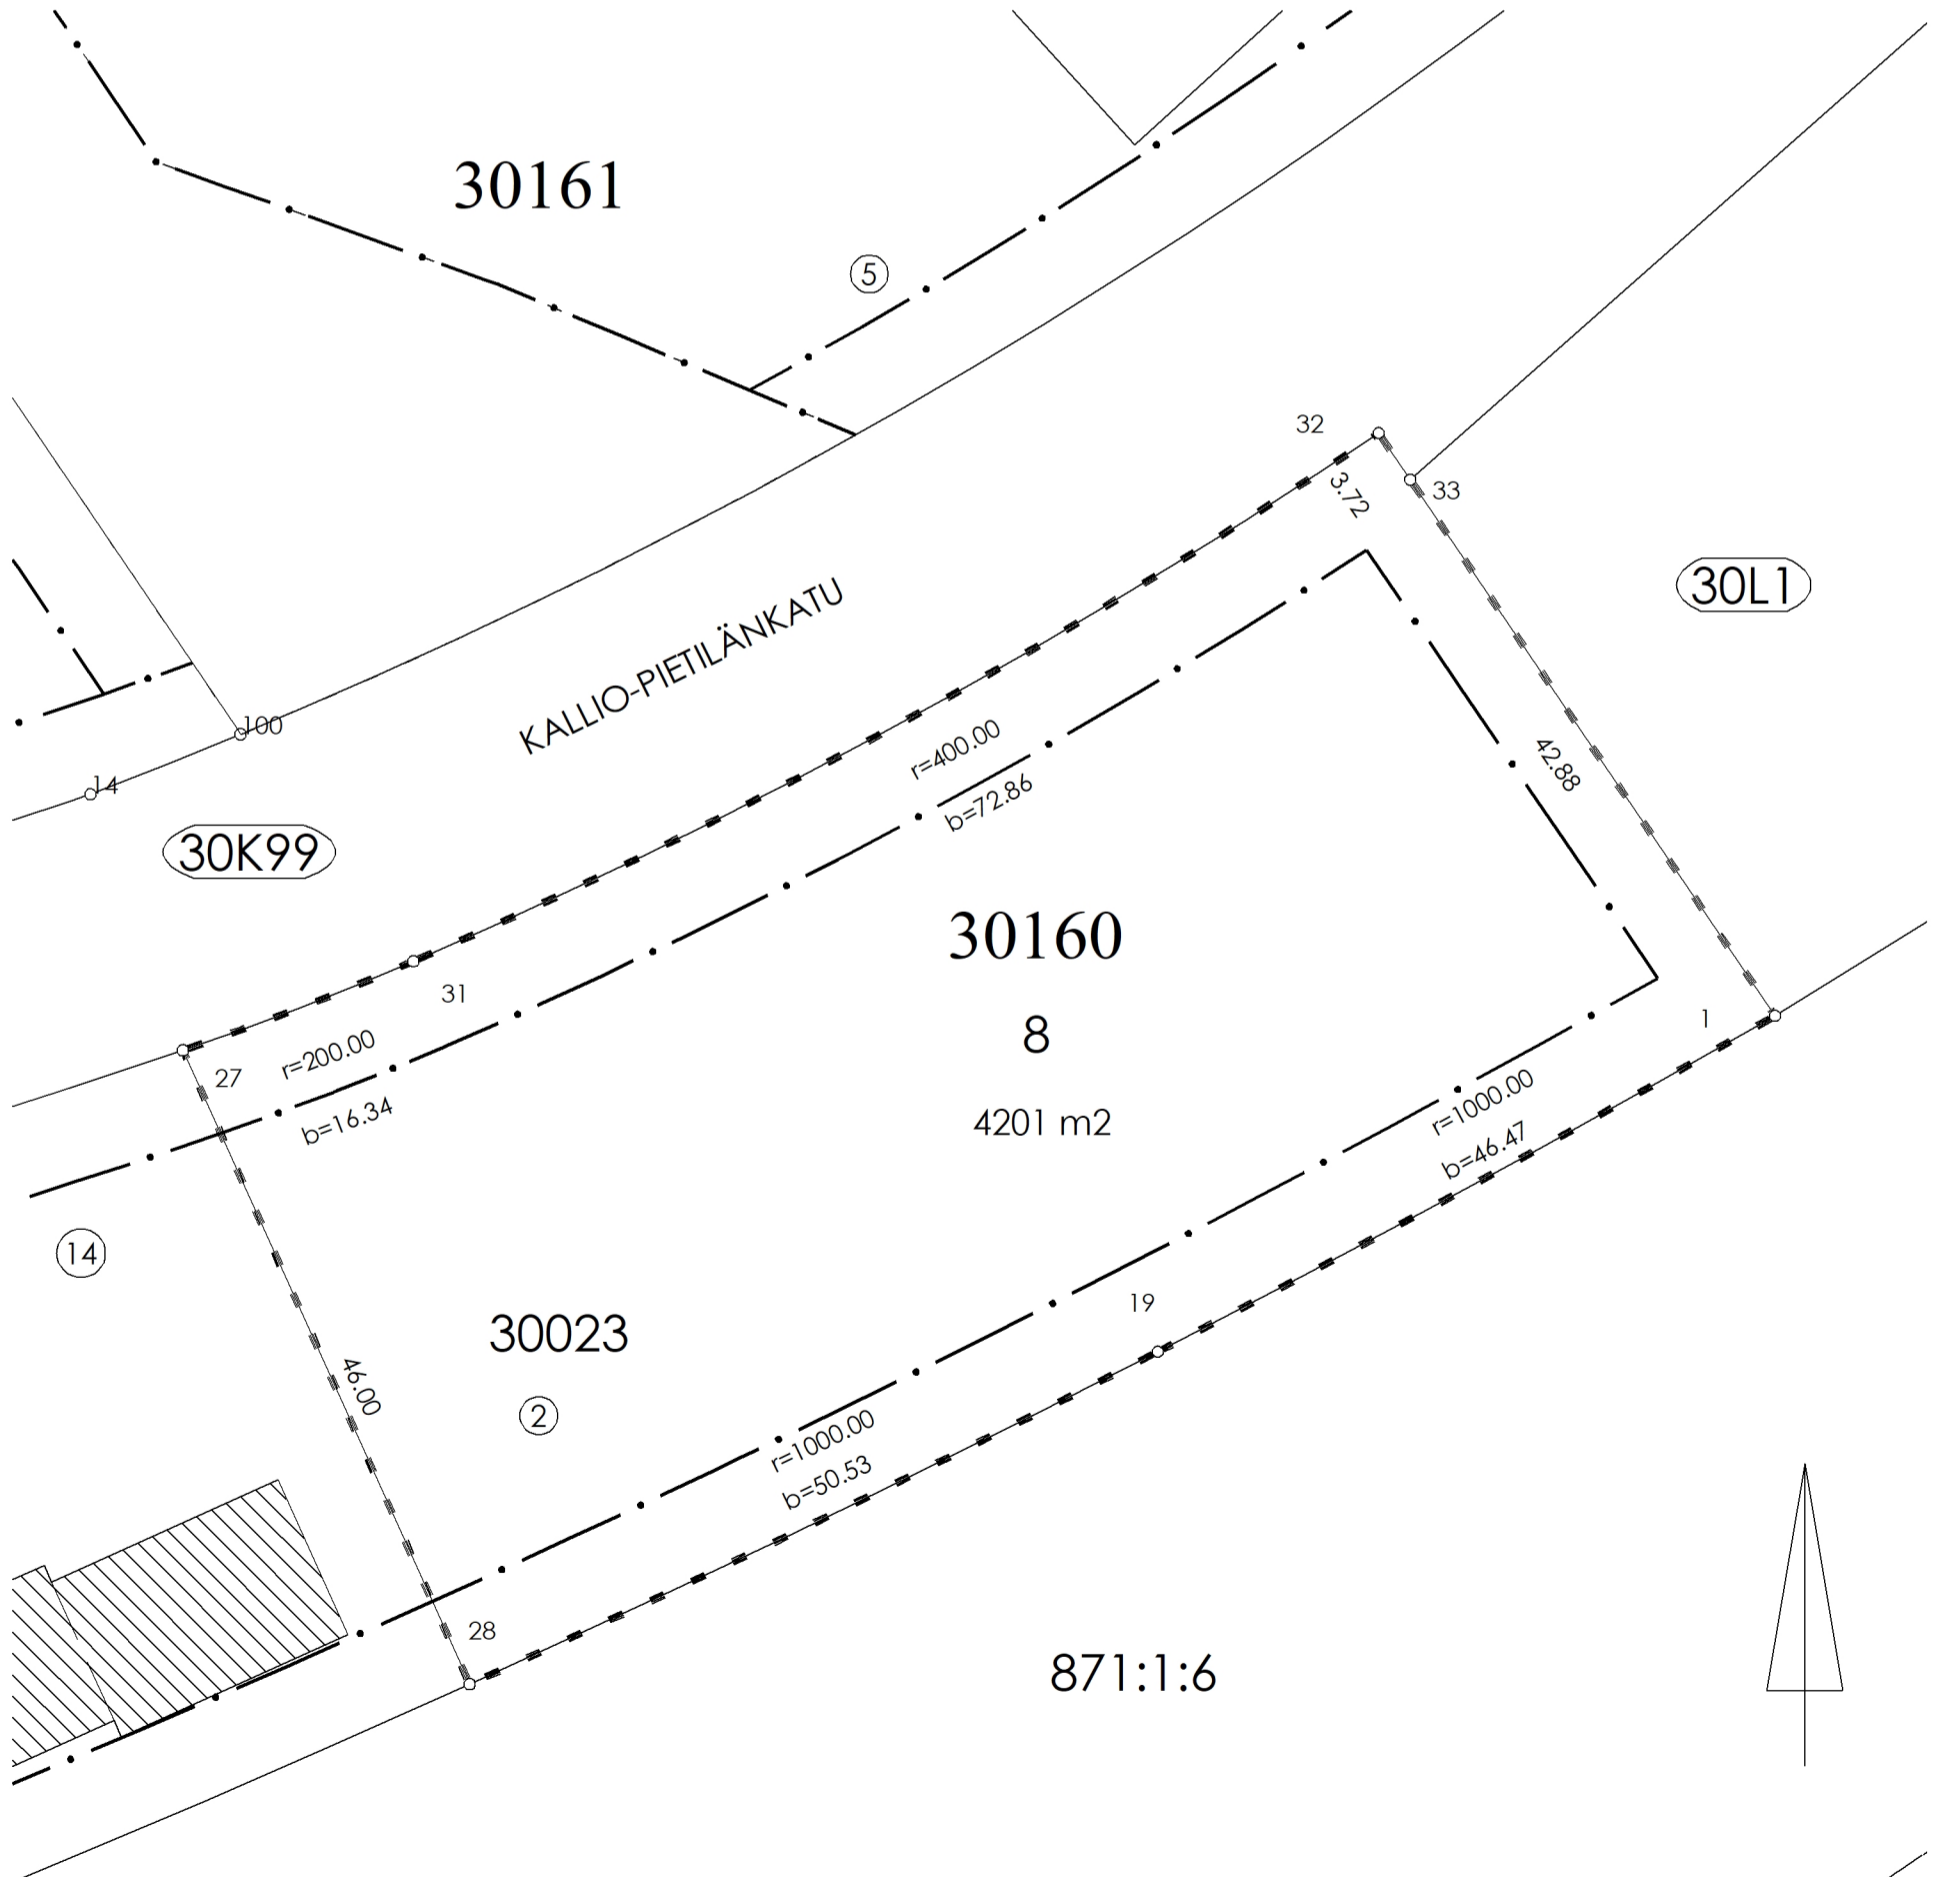 30161
5
32
33
3.72
30L1
KALLIO-PIETILÄNKATU
100
14
r=400.00
b=72.86
42.88
30K99
30160
31
8
1
r=200.00
27
b=16.34
4201 m2
r=1000.00
b=46.47
14
19
30023
46.00
2
r=1000.00
b=50.53
28
871:1:6